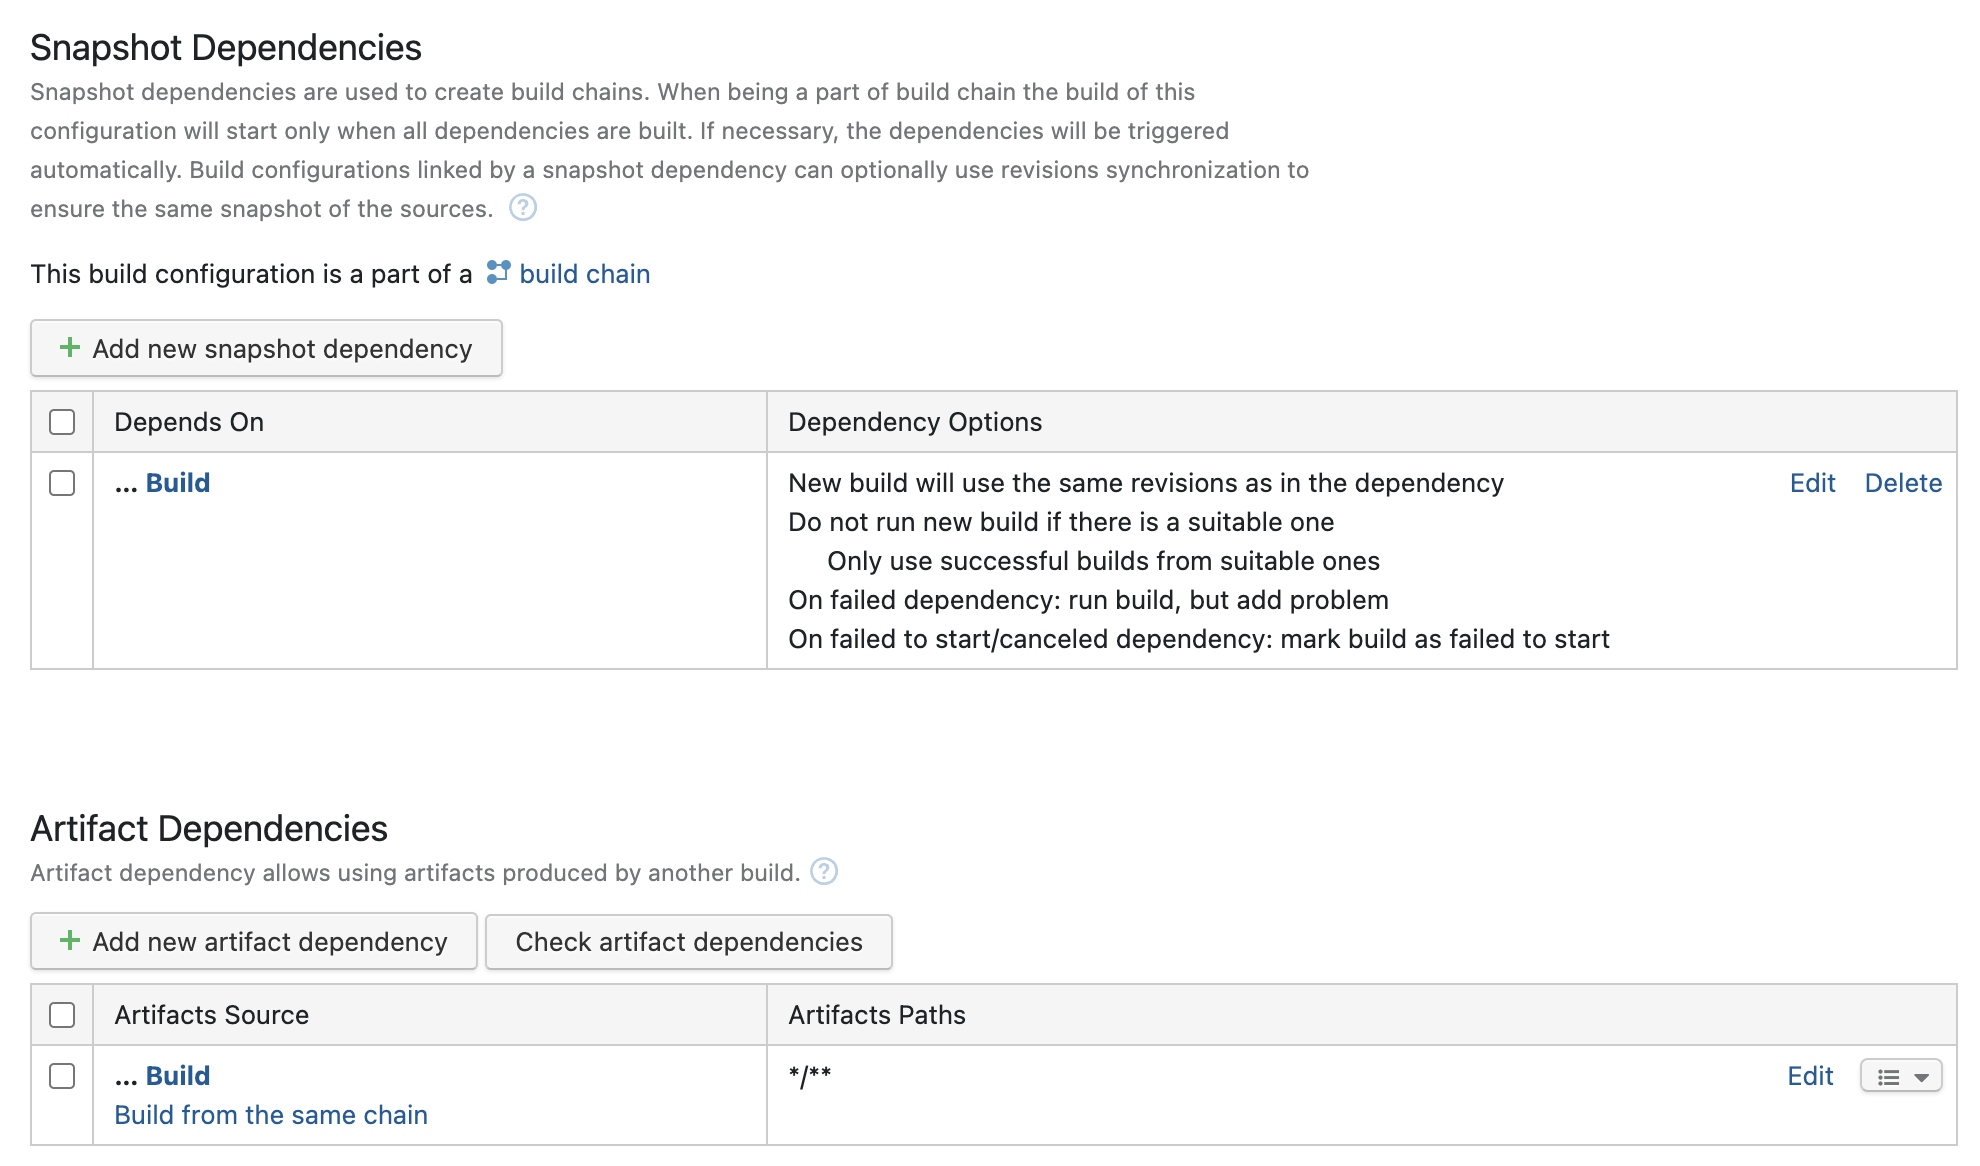 Snapshot Dependencies
Snapshot dependencies are used to create build chains. When being a part of build chain the build of this
configuration will start only when all dependencies are built. If necessary, the dependencies will be triggered
automatically. Build configurations linked by a snapshot dependency can optionally use revisions synchronization to
ensure the same snapshot of the sources. ?
This build configuration is a part of a build chain
+ Add new snapshot dependency
Depends On Dependency Options
... Build New build will use the same revisions as in the dependency Edit Delete
Do not run new build if there is a suitable one
Only use successful builds from suitable ones
On failed dependency: run build, but add problem
On failed to start/canceled dependency: mark build as failed to start
Artifact Dependencies
Artifact dependency allows using artifacts produced by another build. ?
+ Add new artifact dependency Check artifact dependencies
Artifacts Source Artifacts Paths
... Build */** Edit
Build from the same chain